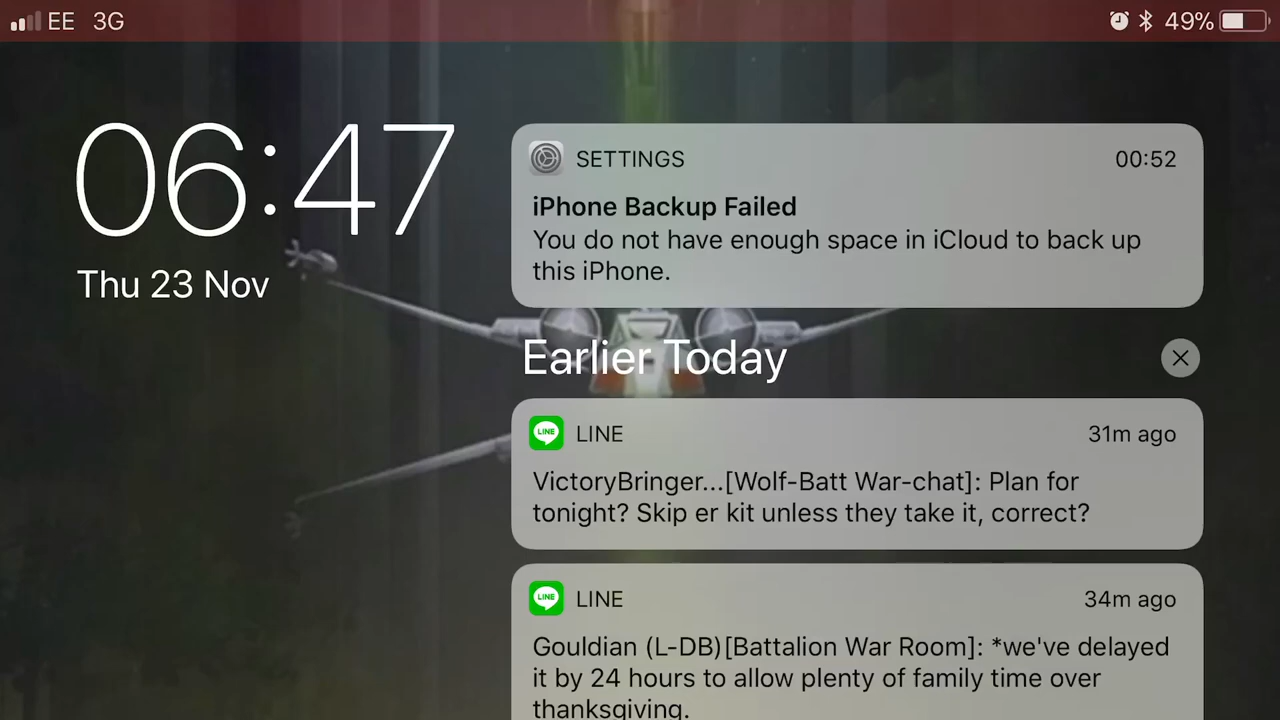 EE 3G 49%
06:47
Thu 23 Nov
SETTINGS 00:52
iPhone Backup Failed
You do not have enough space in iCloud to back up
this iPhone.
Earlier Today
LINE LINE 31m ago
VictoryBringer...[Wolf-Batt War-chat]: Plan for
tonight? Skip er kit unless they take it, correct?
LINE LINE 34m ago
Gouldian (L-DB)[Battalion War Room]: *we've delayed
it by 24 hours to allow plenty of family time over
thanksgiving.